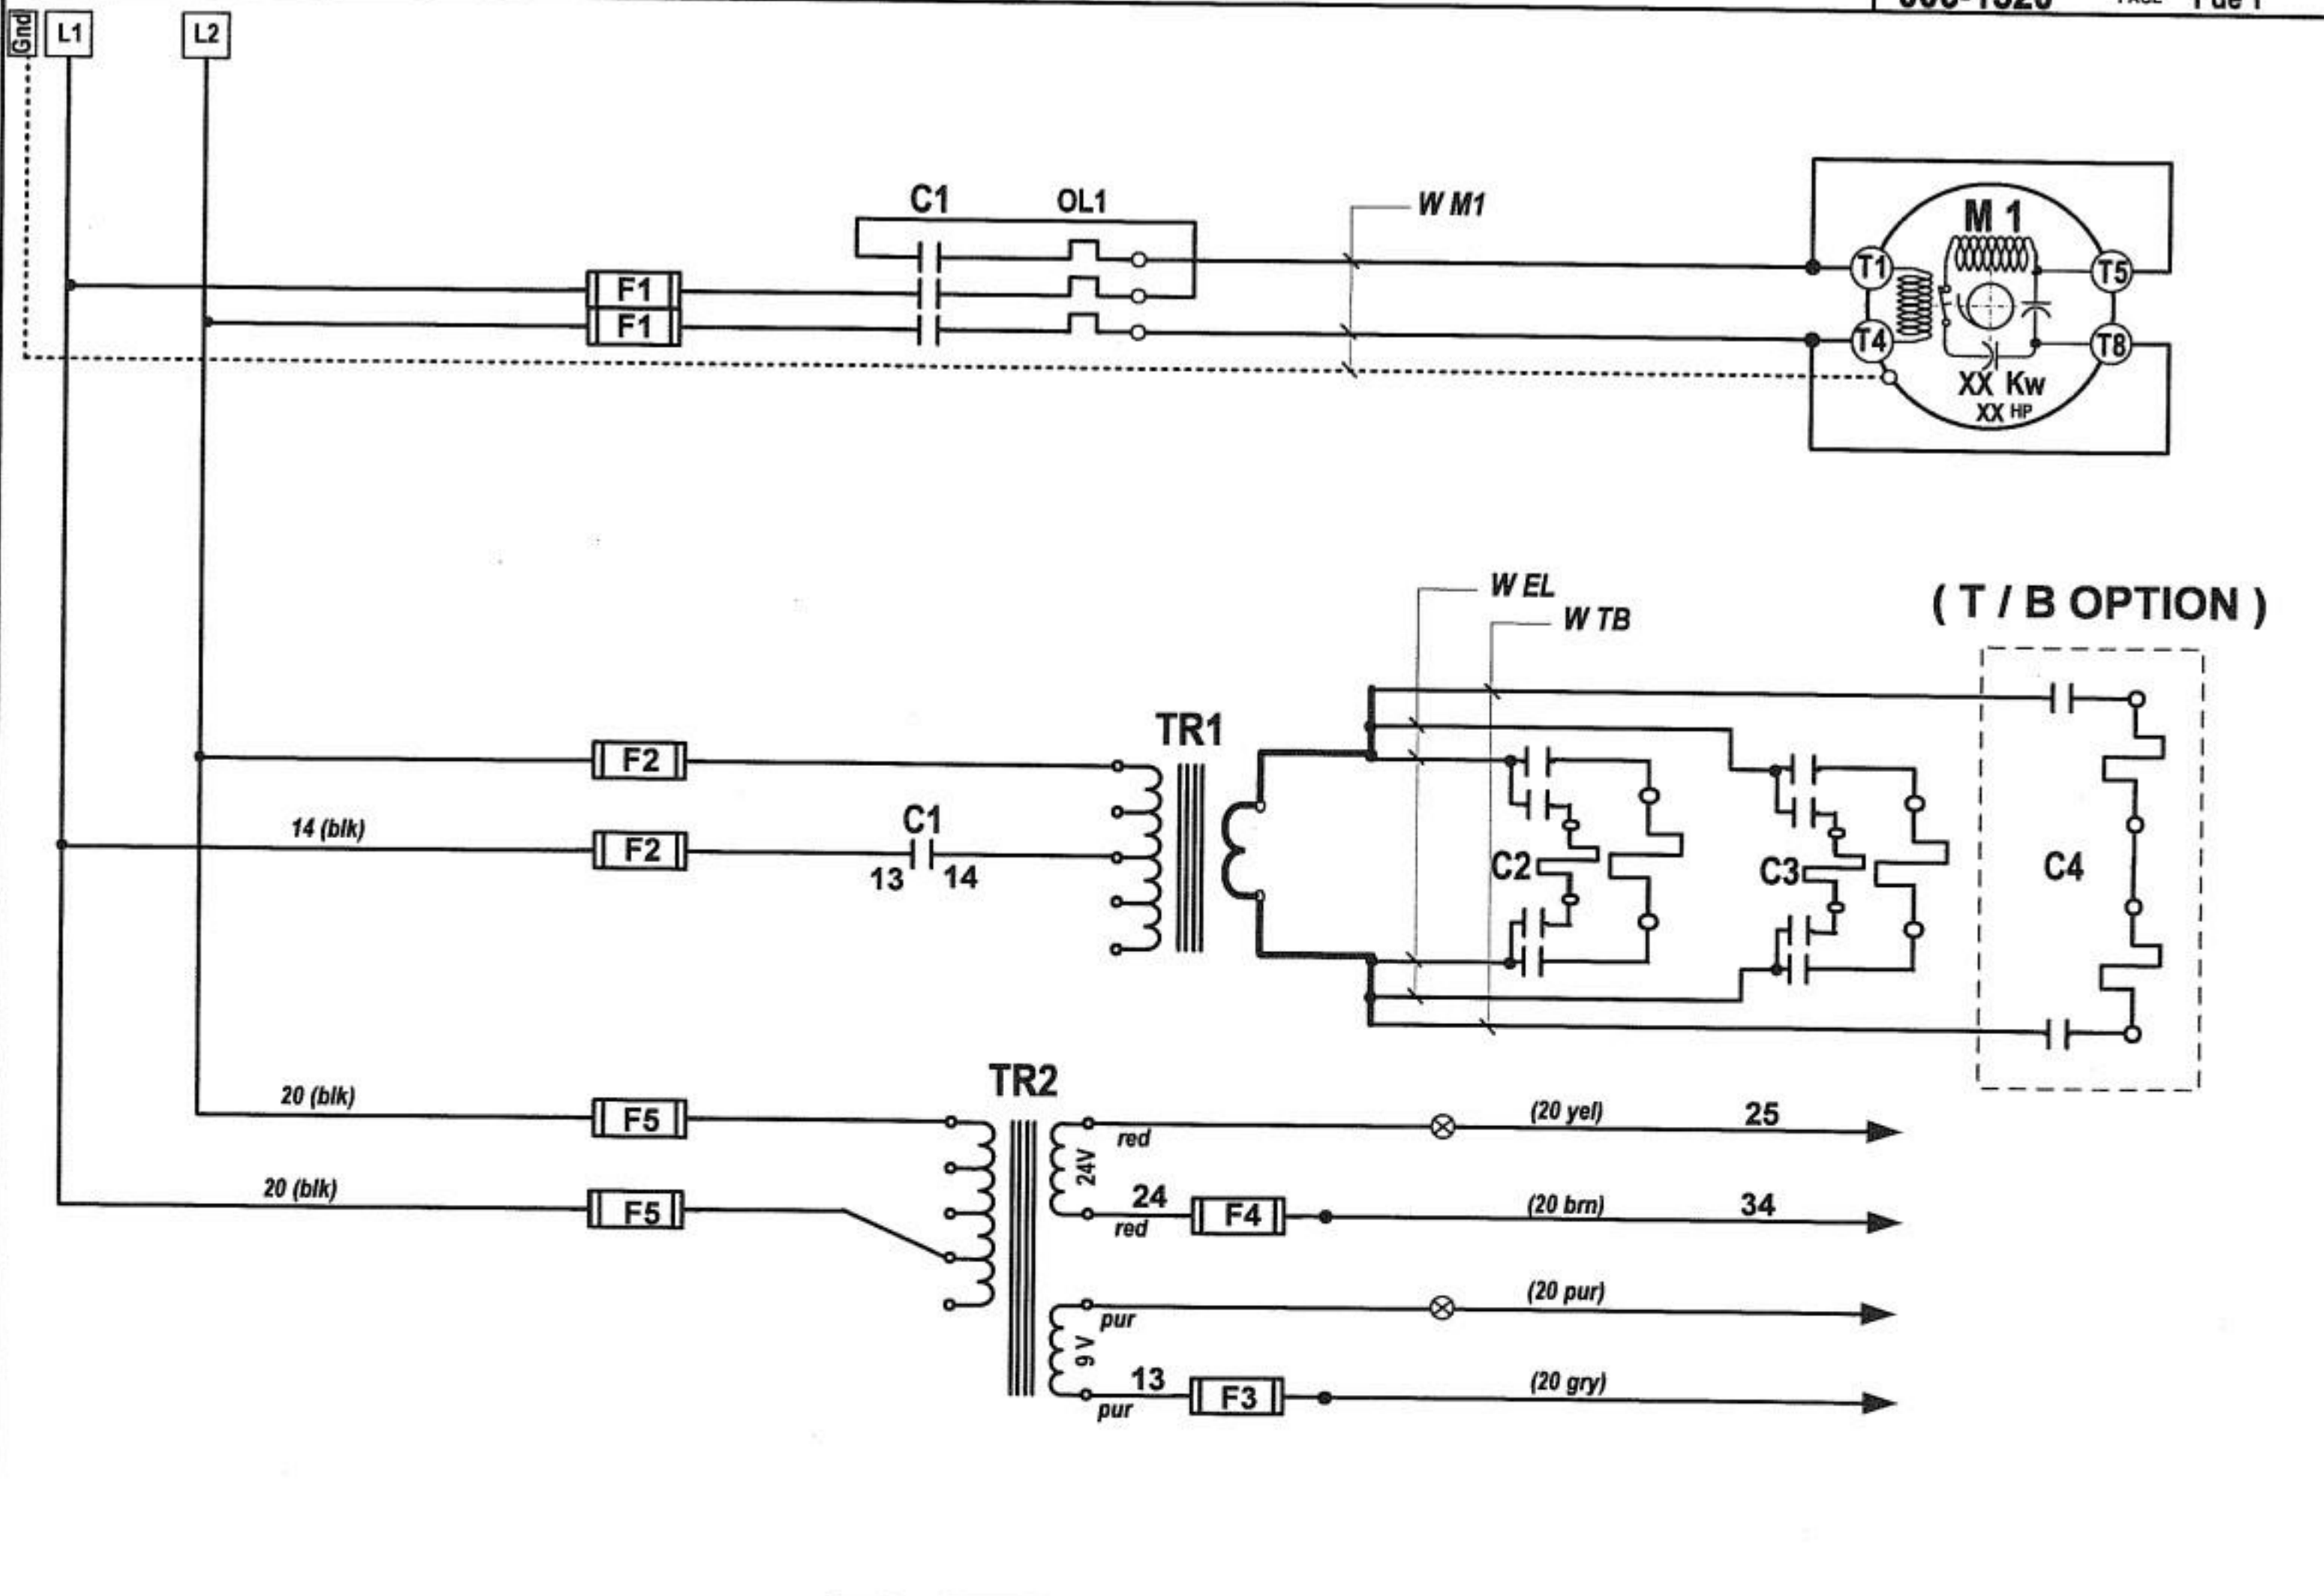 Gnd
L1
L2
C1
OL1
W M1
M 1
T1
T5
F1
F1
T4
T8
XX Kw
XX HP
W EL
W TB
( T / B OPTION )
TR1
F2
14 (blk)
C1
F2
13
14
C2
C3
C4
TR2
20 (blk)
F5
red
24V
(20 yel)
25
20 (blk)
F5
24
red
F4
(20 brn)
34
pur
9 V
(20 pur)
13
pur
F3
(20 gry)